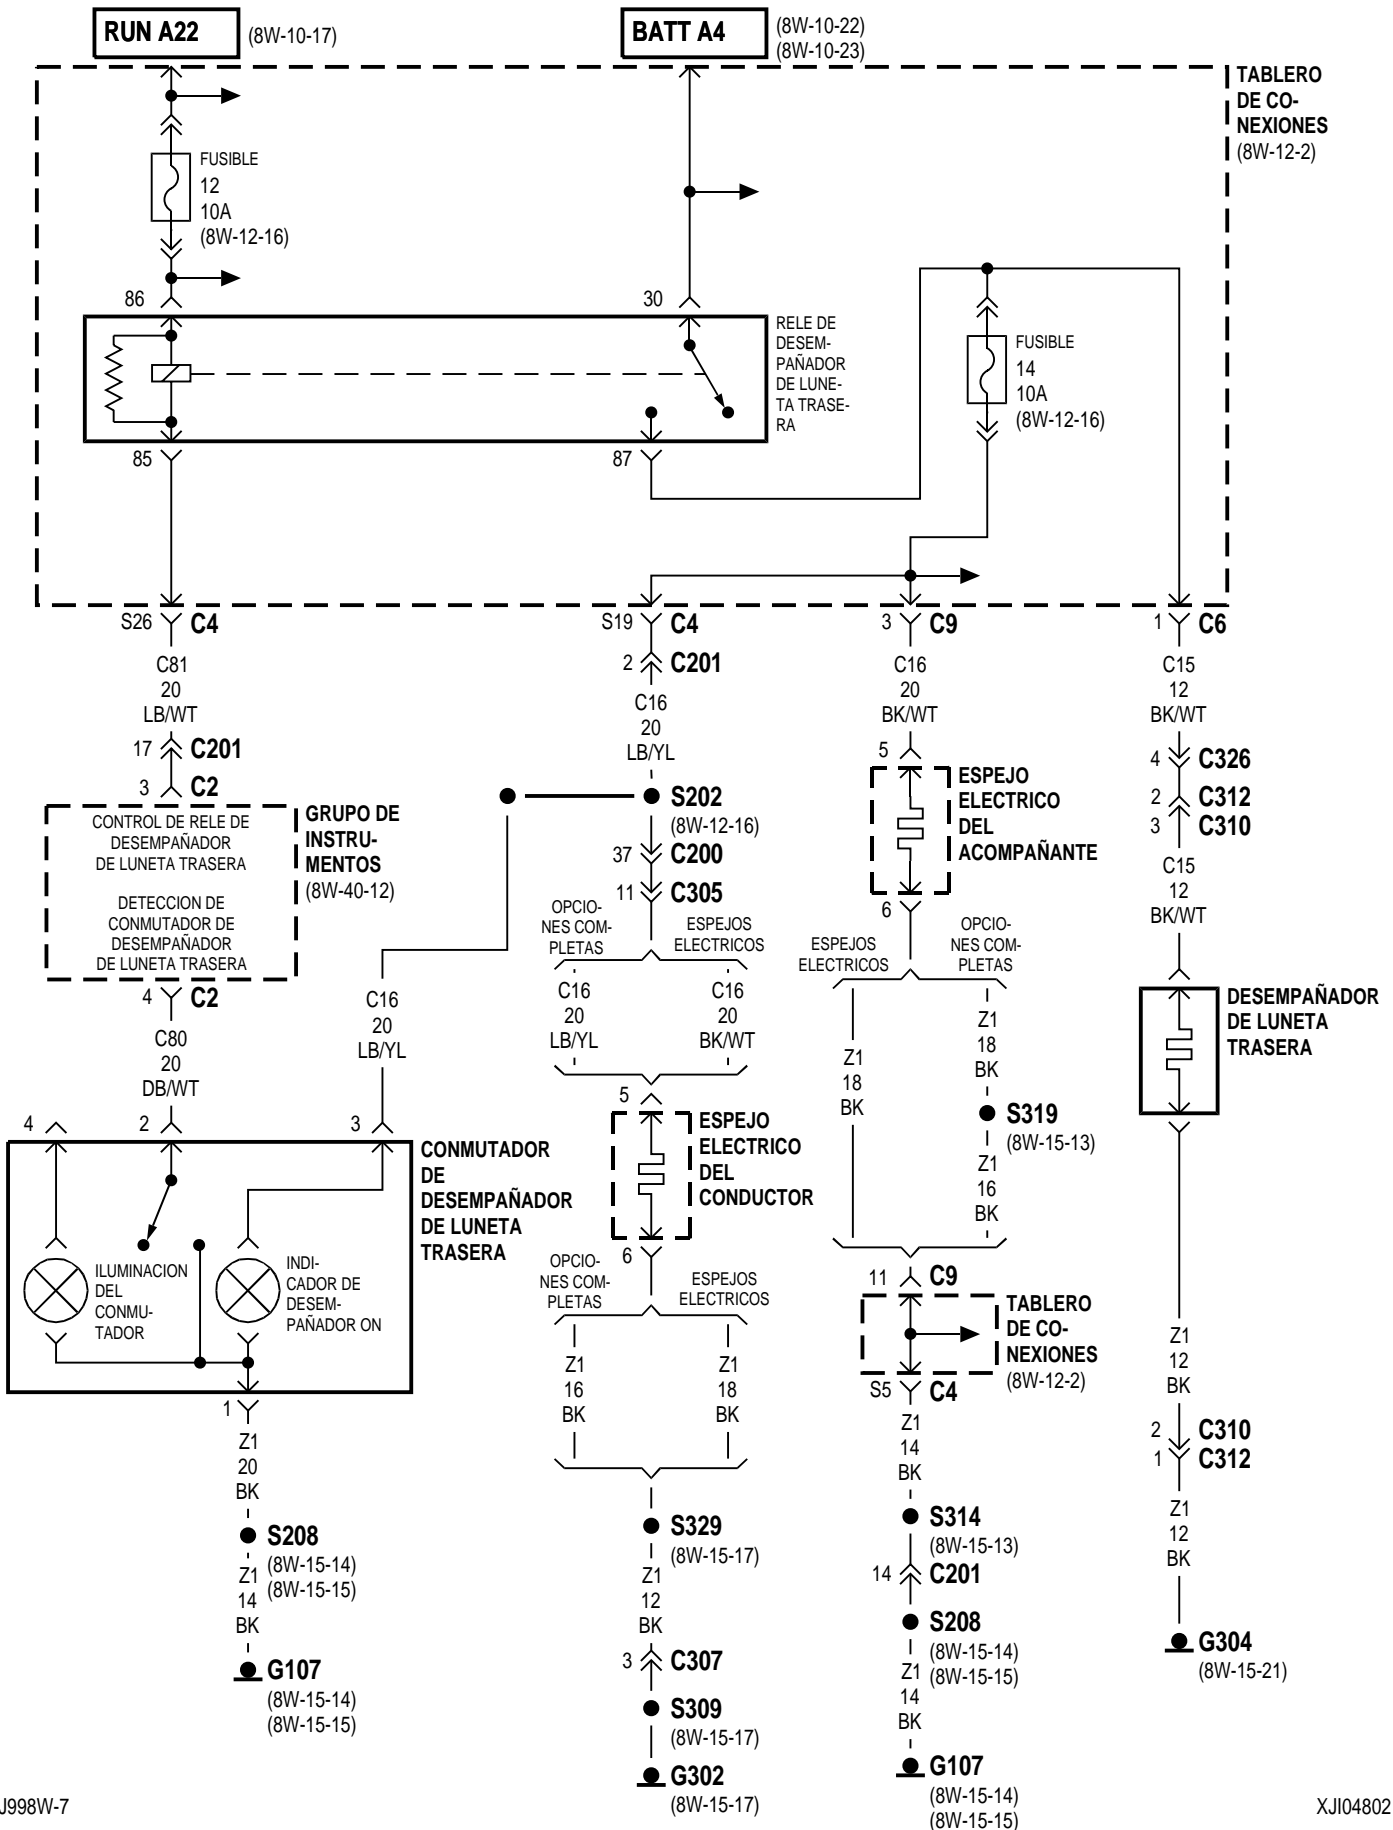 RUN A22
(8W-10-17)
BATT A4
(8W-10-22)
(8W-10-23)
TABLERO
DE CO-
NEXIONES
(8W-12-2)
FUSIBLE
12
10A
(8W-12-16)
86
30
RELE DE
DESEM-
PAÑADOR
DE LUNE-
TA TRASE-
RA
FUSIBLE
14
10A
(8W-12-16)
85
87
S26 C4
S19 C4
3 C9
1 C6
C81
20
LB/WT
17 C201
3 C2
2 C201
C16
20
LB/YL
S202
(8W-12-16)
37 C200
11 C305
C16
20
BK/WT
5
C15
12
BK/WT
4 C326
2 C312
3 C310
C15
12
BK/WT
CONTROL DE RELE DE
DESEMPAÑADOR
DE LUNETA TRASERA
DETECCION DE
CONMUTADOR DE
DESEMPAÑADOR
DE LUNETA TRASERA
GRUPO DE
INSTRU-
MENTOS
(8W-40-12)
4 C2
C80
20
DB/WT
C16
20
LB/YL
OPCIO-
NES COM-
PLETAS
ESPEJOS
ELECTRICOS
C16
20
LB/YL
C16
20
BK/WT
5
ESPEJO
ELECTRICO
DEL
CONDUCTOR
6
ESPEJO
ELECTRICO
DEL
ACOMPAÑANTE
6
ESPEJOS
ELECTRICOS
OPCIO-
NES COM-
PLETAS
Z1
18
BK
Z1
18
BK
S319
(8W-15-13)
Z1
16
BK
DESEMPAÑADOR
DE LUNETA
TRASERA
4
2
3
CONMUTADOR
DE
DESEMPAÑADOR
DE LUNETA
TRASERA
ILUMINACION
DEL
CONMU-
TADOR
INDI-
CADOR DE
DESEM-
PAÑADOR ON
1
Z1
20
BK
S208
(8W-15-14)
(8W-15-15)
Z1
14
BK
G107
(8W-15-14)
(8W-15-15)
OPCIO-
NES COM-
PLETAS
ESPEJOS
ELECTRICOS
Z1
16
BK
Z1
18
BK
S329
(8W-15-17)
Z1
12
BK
3 C307
S309
(8W-15-17)
G302
(8W-15-17)
11 C9
TABLERO
DE CO-
NEXIONES
(8W-12-2)
S5 C4
Z1
14
BK
S314
(8W-15-13)
14 C201
S208
(8W-15-14)
(8W-15-15)
Z1
14
BK
G107
(8W-15-14)
(8W-15-15)
Z1
12
BK
2 C310
1 C312
Z1
12
BK
G304
(8W-15-21)
J998W-7
XJI04802